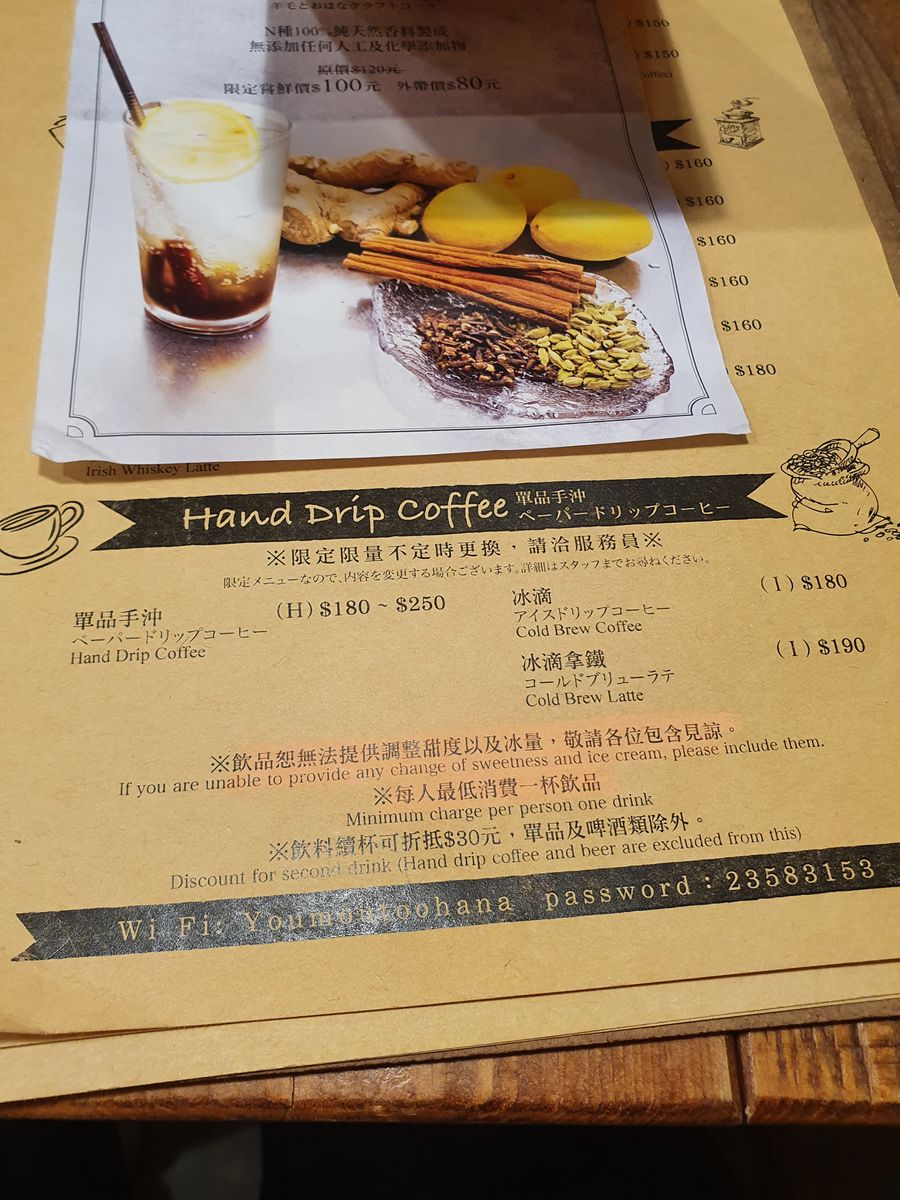 羊毛とおはなクラフトコーラ
N種100%純天然香料製成
無添加任何人工及化學添加物
原價$120元
限定嘗鮮價$100元 外帶價$80元
) $150
) $150
coffee)
) $160
) $160
$160
$160
$160
) $180
Irish Whiskey Latte
Hand Drip Coffee 單品手沖
ペーパードリップコーヒー
※限定限量不定時更換，請洽服務員※
限定メニューなので、内容を変更する場合ございます。詳細はスタッフまでお尋ねください。
單品手沖 (H) $180 ~ $250
ペーパードリップコーヒー
Hand Drip Coffee
冰滴 (I) $180
アイスドリップコーヒー
Cold Brew Coffee
冰滴拿鐵 (I) $190
コールドブリューラテ
Cold Brew Latte
※飲品恕無法提供調整甜度以及冰量，敬請各位包含見諒。
If you are unable to provide any change of sweetness and ice cream, please include them.
※每人最低消費一杯飲品
Minimum charge per person one drink
※飲料續杯可折抵$30元，單品及啤酒類除外。
Discount for second drink (Hand drip coffee and beer are excluded from this)
Wi Fi: Youmoutoohana password：23583153